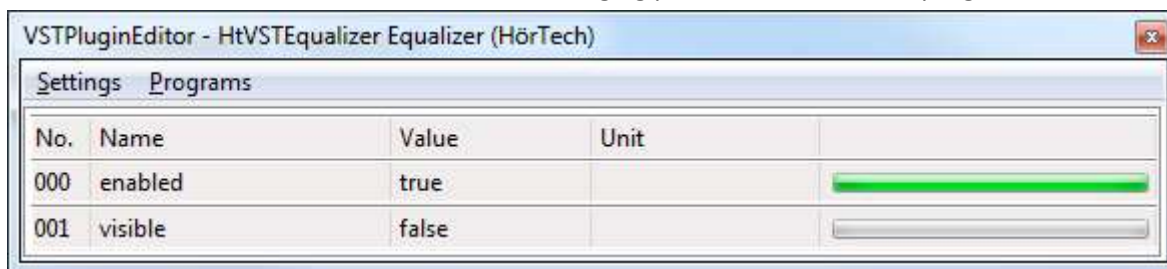 VSTPluginEditor - HtVSTEqualizer Equalizer (HörTech)
Settings Programs
No. Name Value Unit
000 enabled true
001 visible false